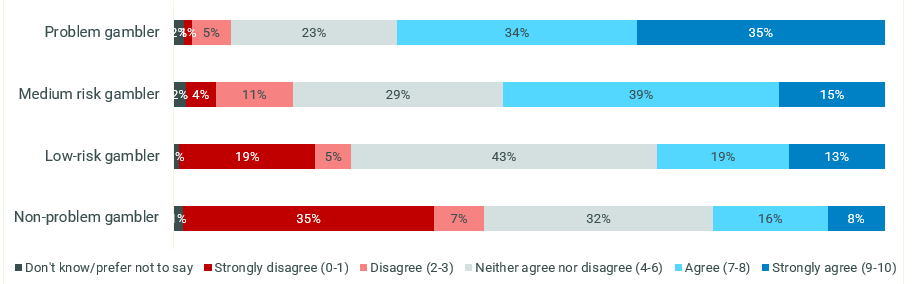 Problem gambler 2% 1% 5% 23% 34% 35%
Medium risk gambler 2% 4% 11% 29% 39% 15%
Low-risk gambler % 19% 5% 43% 19% 13%
Non-problem gambler 1% 35% 7% 32% 16% 8%
Don't know/prefer not to say Strongly disagree (0-1) Disagree (2-3) Neither agree nor disagree (4-6) Agree (7-8) Strongly agree (9-10)